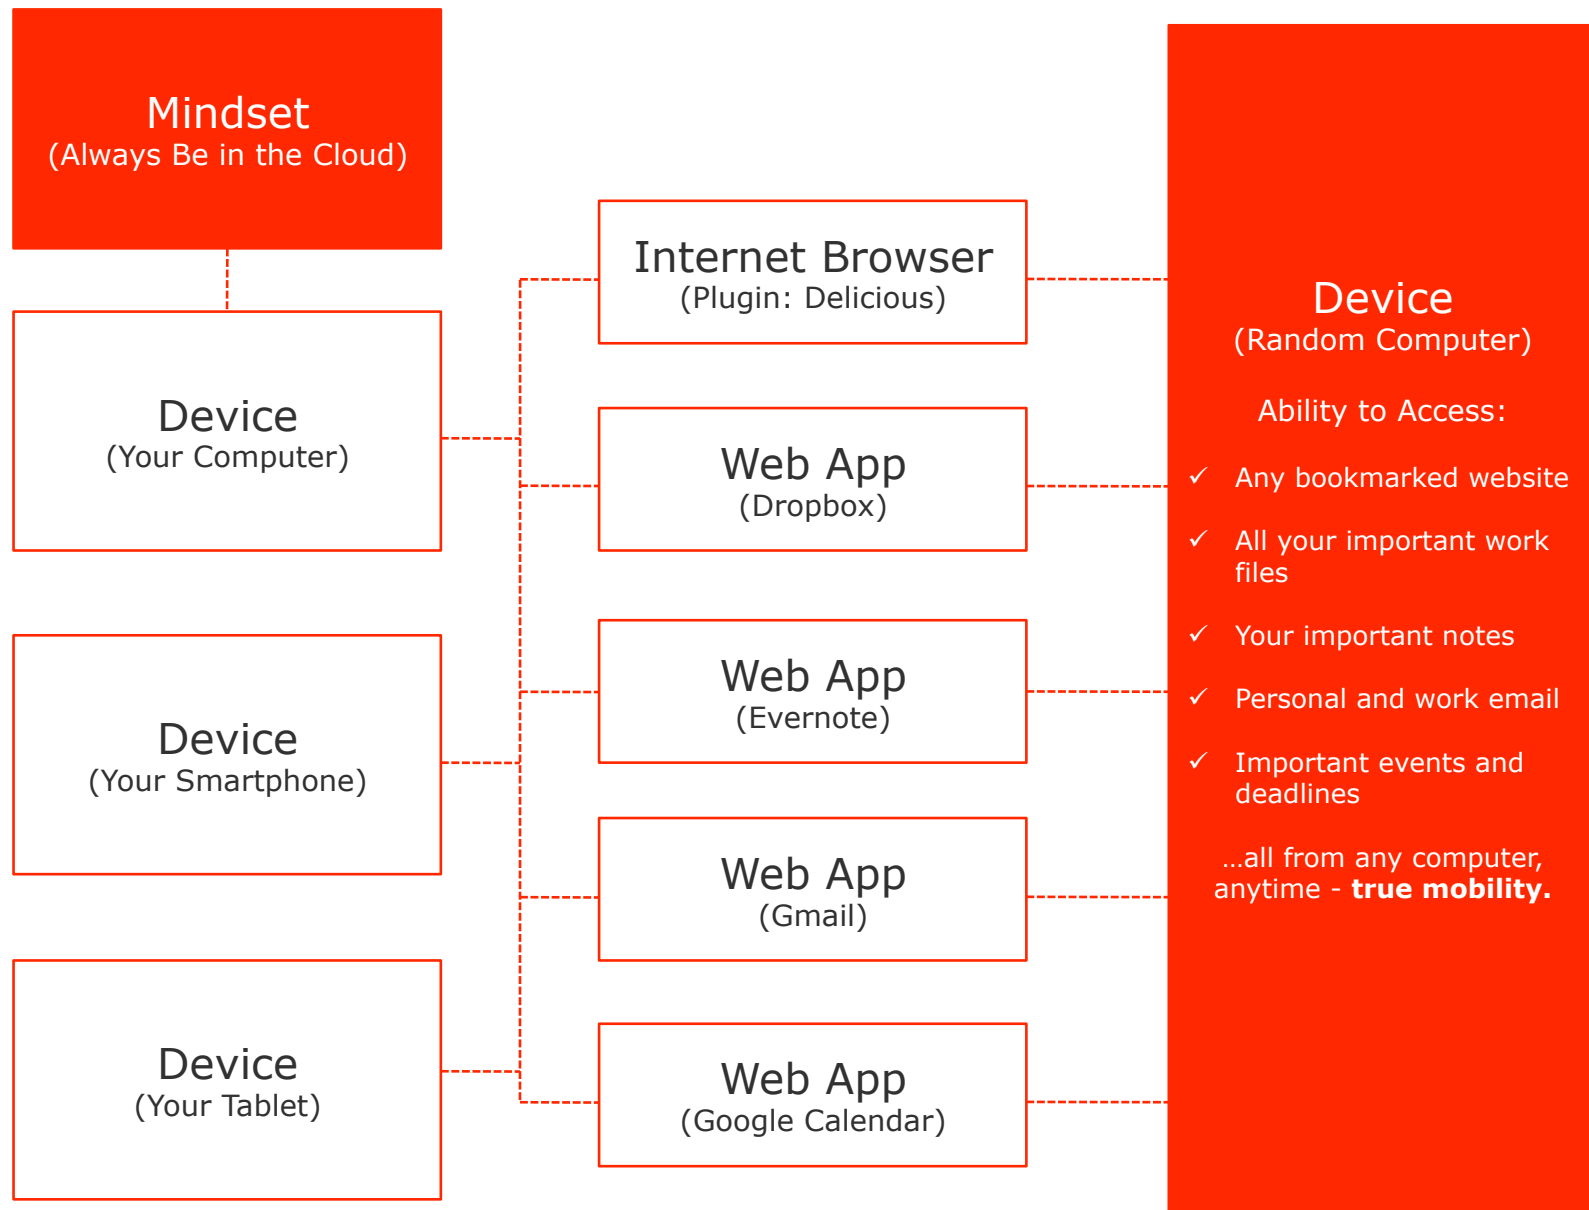 Mindset
(Always Be in the Cloud)
Device
(Your Computer)
Device
(Your Smartphone)
Device
(Your Tablet)
Internet Browser
(Plugin: Delicious)
Web App
(Dropbox)
Web App
(Evernote)
Web App
(Gmail)
Web App
(Google Calendar)
Device
(Random Computer)
Ability to Access:
✓ Any bookmarked website
✓ All your important work
files
✓ Your important notes
✓ Personal and work email
✓ Important events and
deadlines
…all from any computer,
anytime - true mobility.